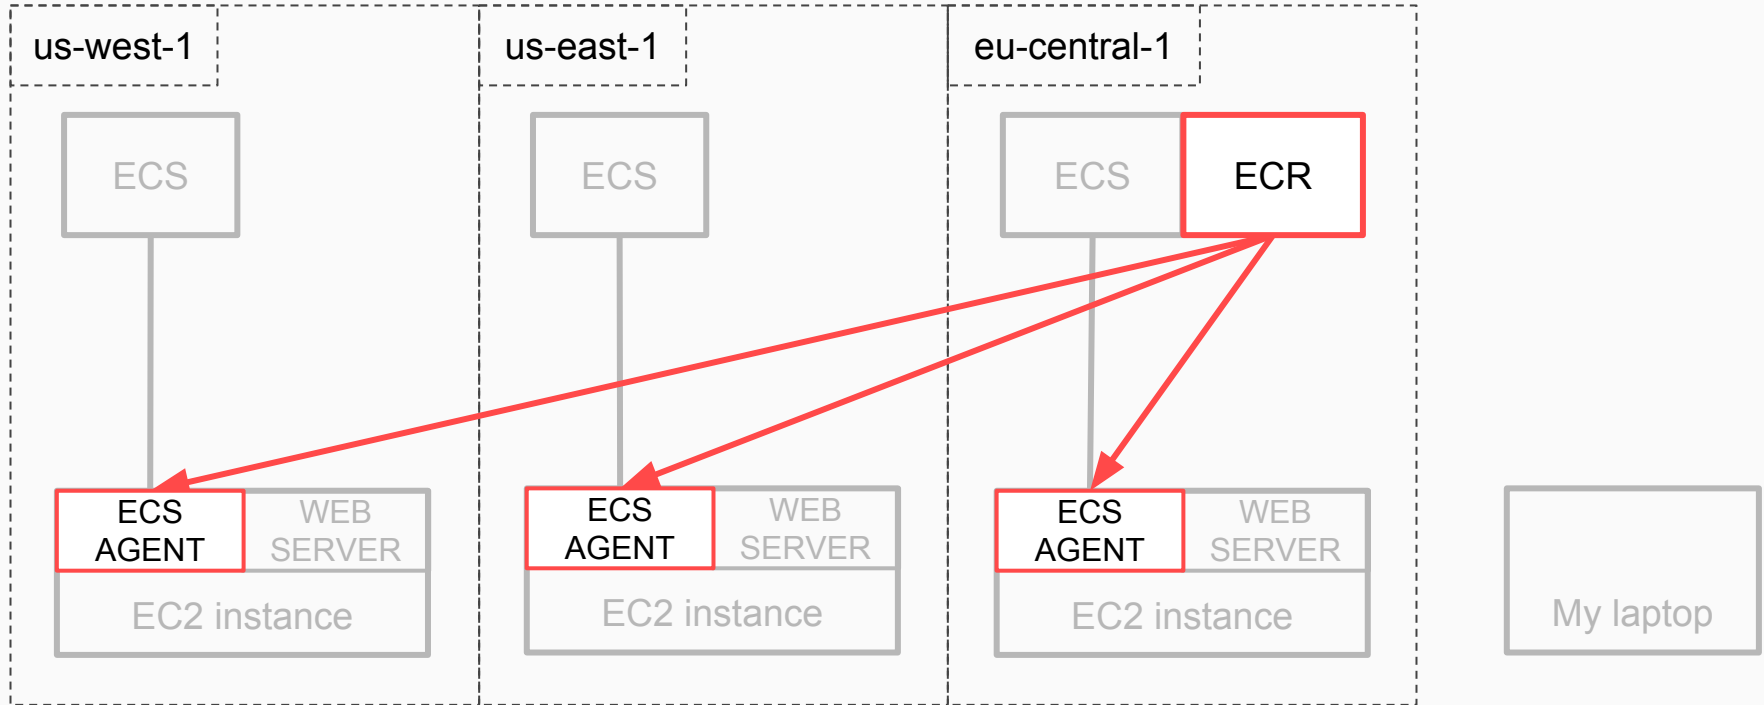 us-west-1
us-east-1
eu-central-1
ECS
ECS
ECS
ECR
ECS
AGENT
WEB
SERVER
EC2 instance
ECS
AGENT
WEB
SERVER
EC2 instance
ECS
AGENT
WEB
SERVER
EC2 instance
My laptop